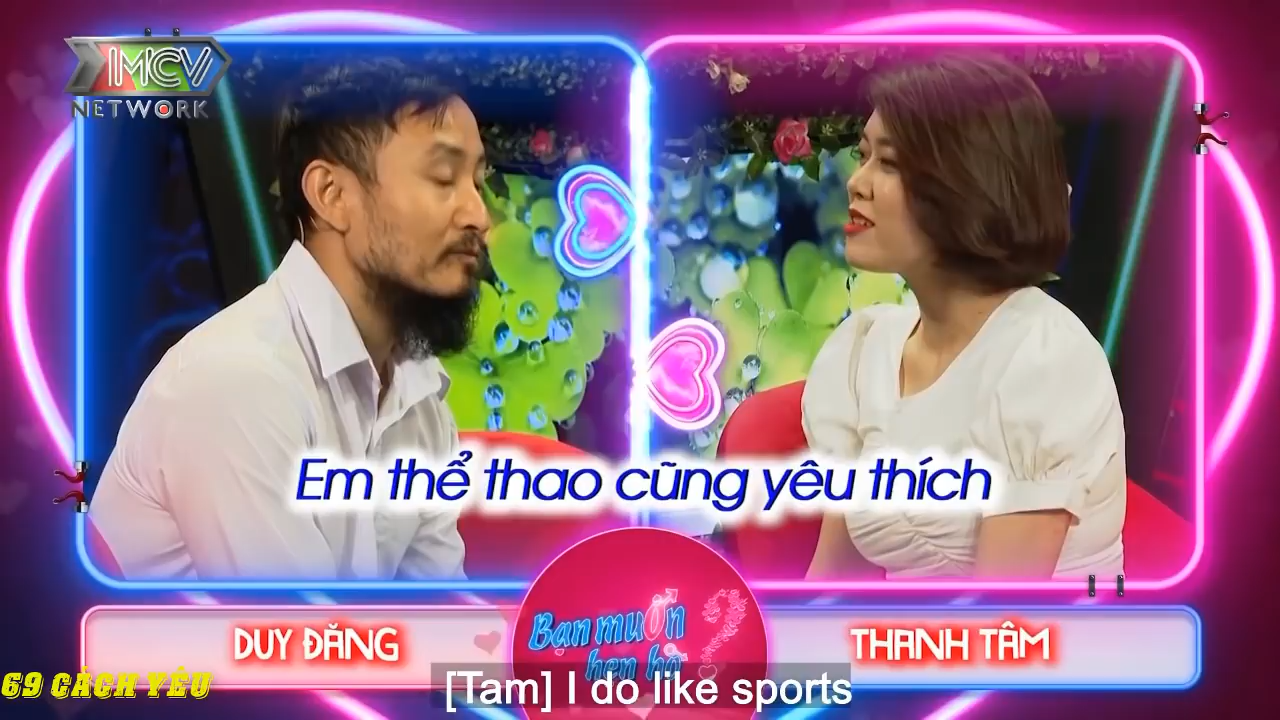 MCV
NETWORK
Em thể thao cũng yêu thích
DUY ĐĂNG
Bạn muốn
hẹn hò
THANH TÂM
69 CÁCH YÊU
[Tam] I do like sports